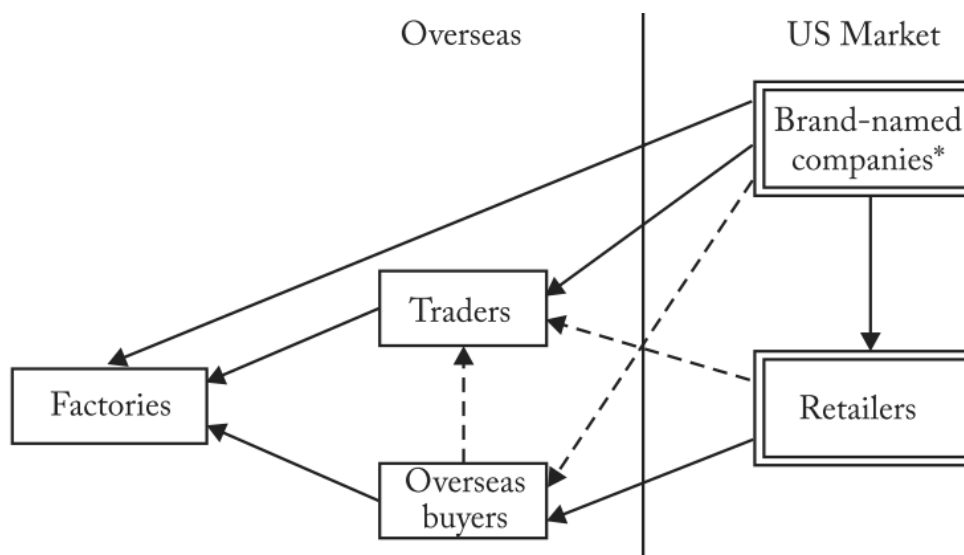 Overseas
US Market
Brand-named
companies*
Traders
Factories
Retailers
Overseas
buyers